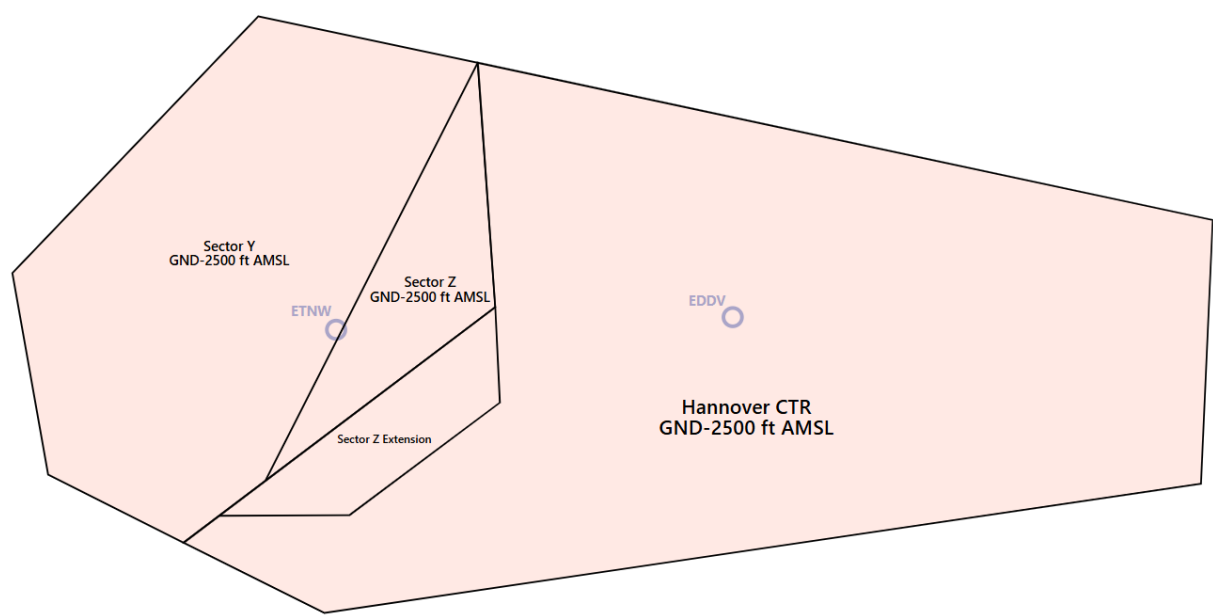 Sector Y
GND-2500 ft AMSL
Sector Z
GND-2500 ft AMSL
ETNW
EDDV
Hannover CTR
GND-2500 ft AMSL
Sector Z Extension